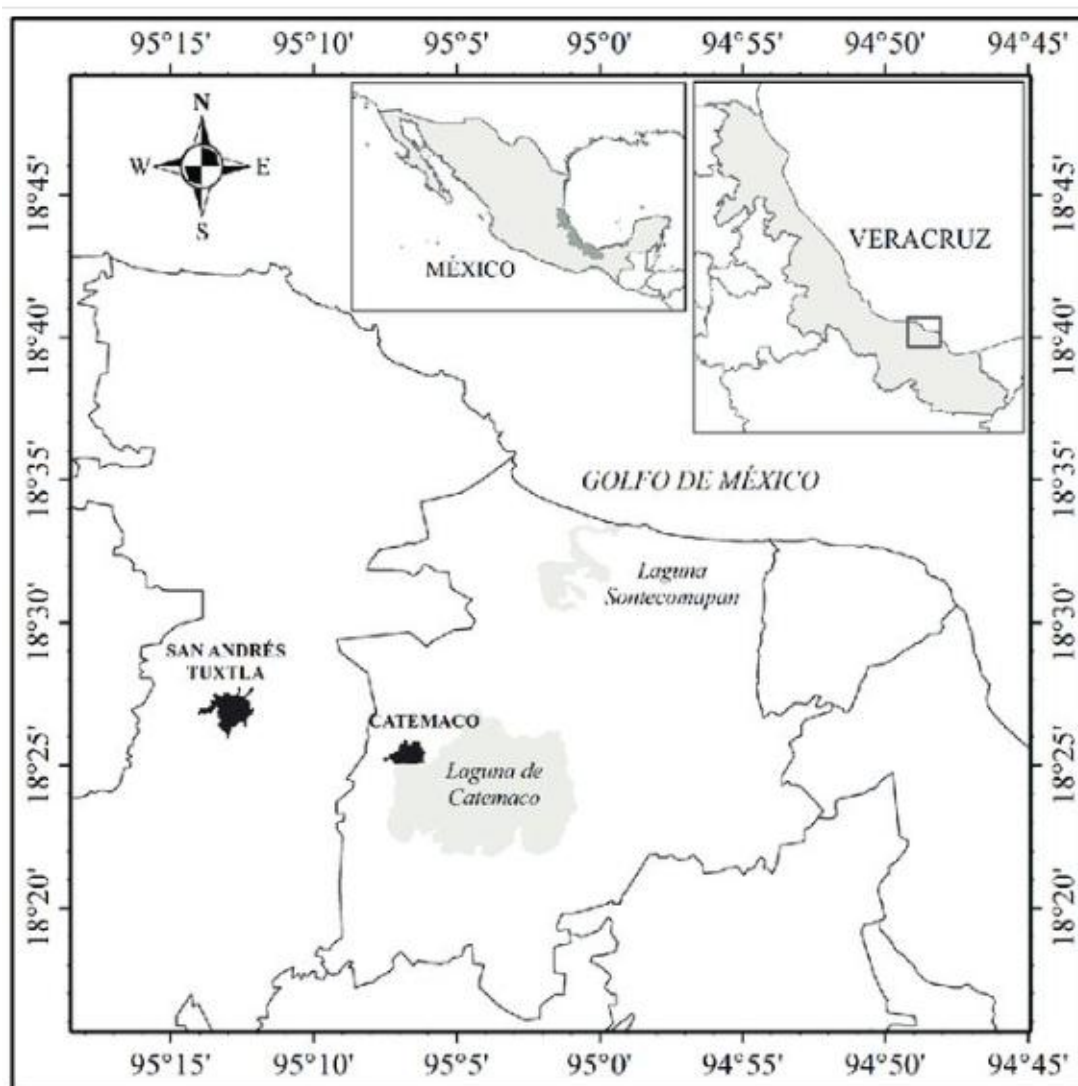 95°15' 95°10' 95°5' 95°0' 94°55' 94°50' 94°45'
N
W E
S
MÉXICO
VERACRUZ
18°45' 18°45'
18°40' 18°40'
18°35' 18°35'
GOLFO DE MÉXICO
Laguna
Sontecomapan
18°30' 18°30'
SAN ANDRÉS
TUXTLA
CATEMACO
18°25' 18°25'
Laguna de
Catemaco
18°20' 18°20'
95°15' 95°10' 95°5' 95°0' 94°55' 94°50' 94°45'